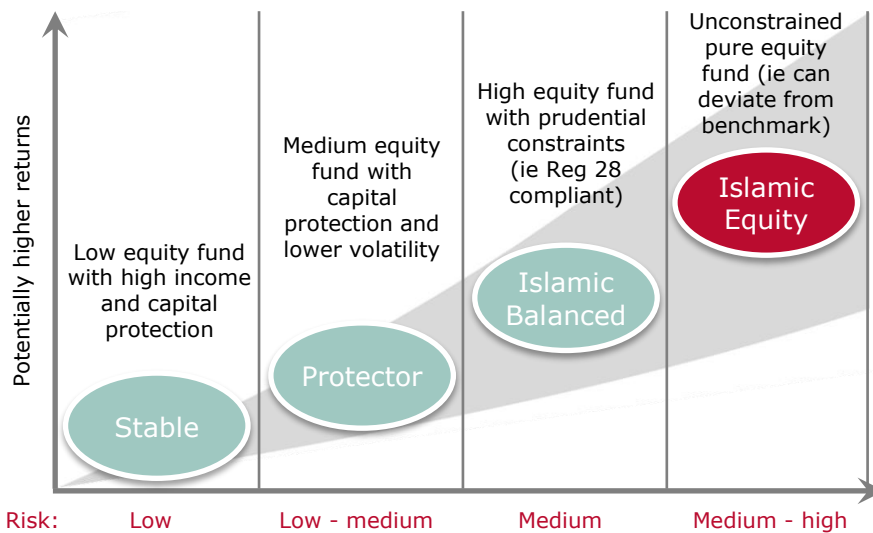 Potentially higher returns
Low equity fund
with high income
and capital
protection
Stable
Medium equity
fund with
capital
protection and
lower volatility
Protector
High equity fund
with prudential
constraints
(ie Reg 28
compliant)
Islamic
Balanced
Unconstrained
pure equity
fund (ie can
deviate from
benchmark)
Islamic
Equity
Risk:
Low
Low - medium
Medium
Medium - high